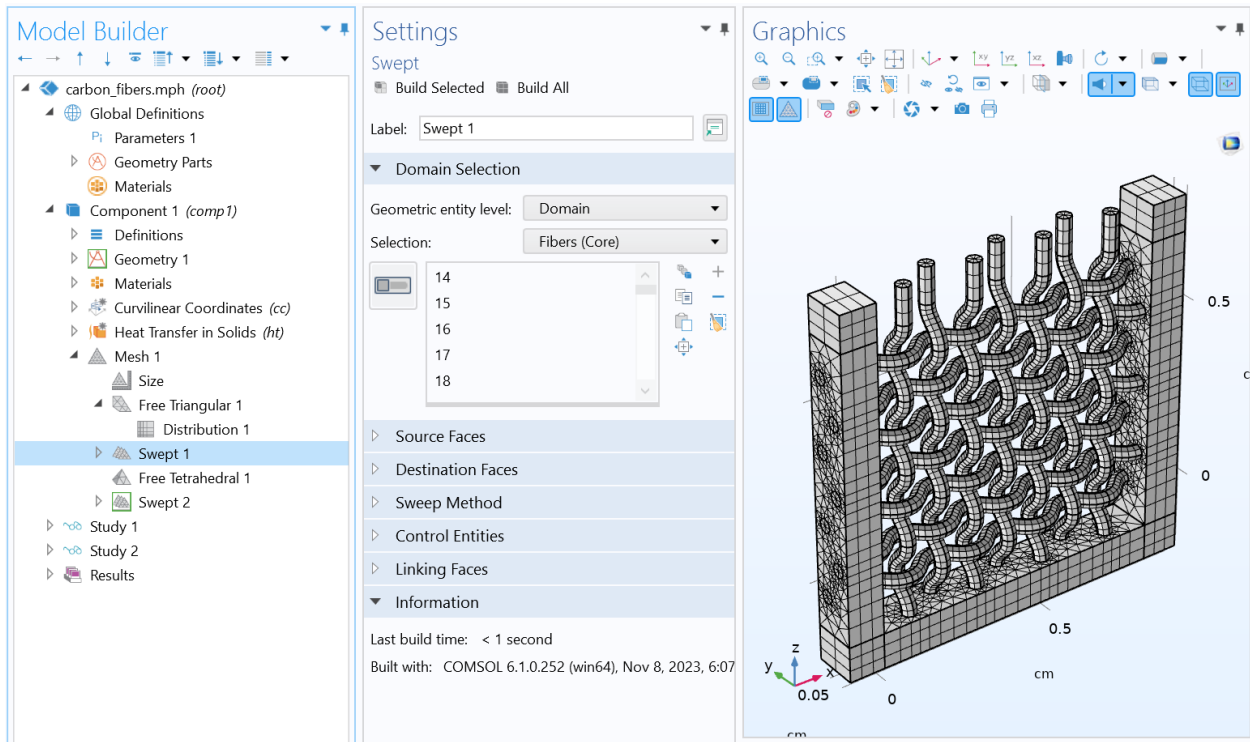 Model Builder
carbon_fibers.mph (root)
Global Definitions
Pi Parameters 1
Geometry Parts
Materials
Component 1 (comp1)
Definitions
Geometry 1
Materials
Curvilinear Coordinates (cc)
Heat Transfer in Solids (ht)
Mesh 1
Size
Free Triangular 1
Distribution 1
Swept 1
Free Tetrahedral 1
Swept 2
Study 1
Study 2
Results
Settings
Swept
Build Selected Build All
Label: Swept 1
Domain Selection
Geometric entity level: Domain
Selection: Fibers (Core)
14
15
16
17
18
Source Faces
Destination Faces
Sweep Method
Control Entities
Linking Faces
Information
Last build time: < 1 second
Built with: COMSOL 6.1.0.252 (win64), Nov 8, 2023, 6:07
Graphics
xy yz xz
0.5
c
0
0.5
cm
0
0.05
cm
z
y
x